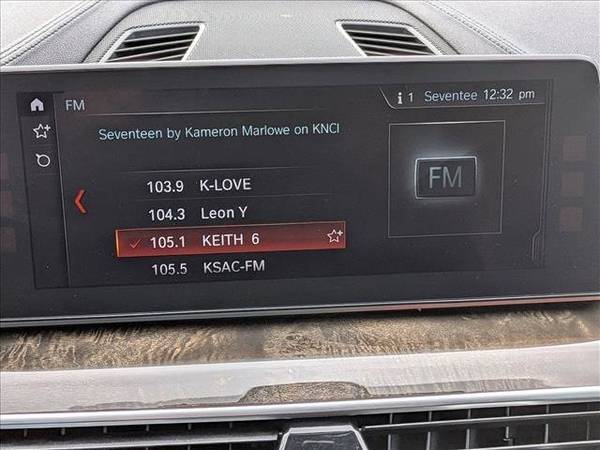 FM
i 1 Seventee 12:32 pm
Seventeen by Kameron Marlowe on KNCI
103.9 K-LOVE
104.3 Leon Y
105.1 KEITH 6
105.5 KSAC-FM
FM